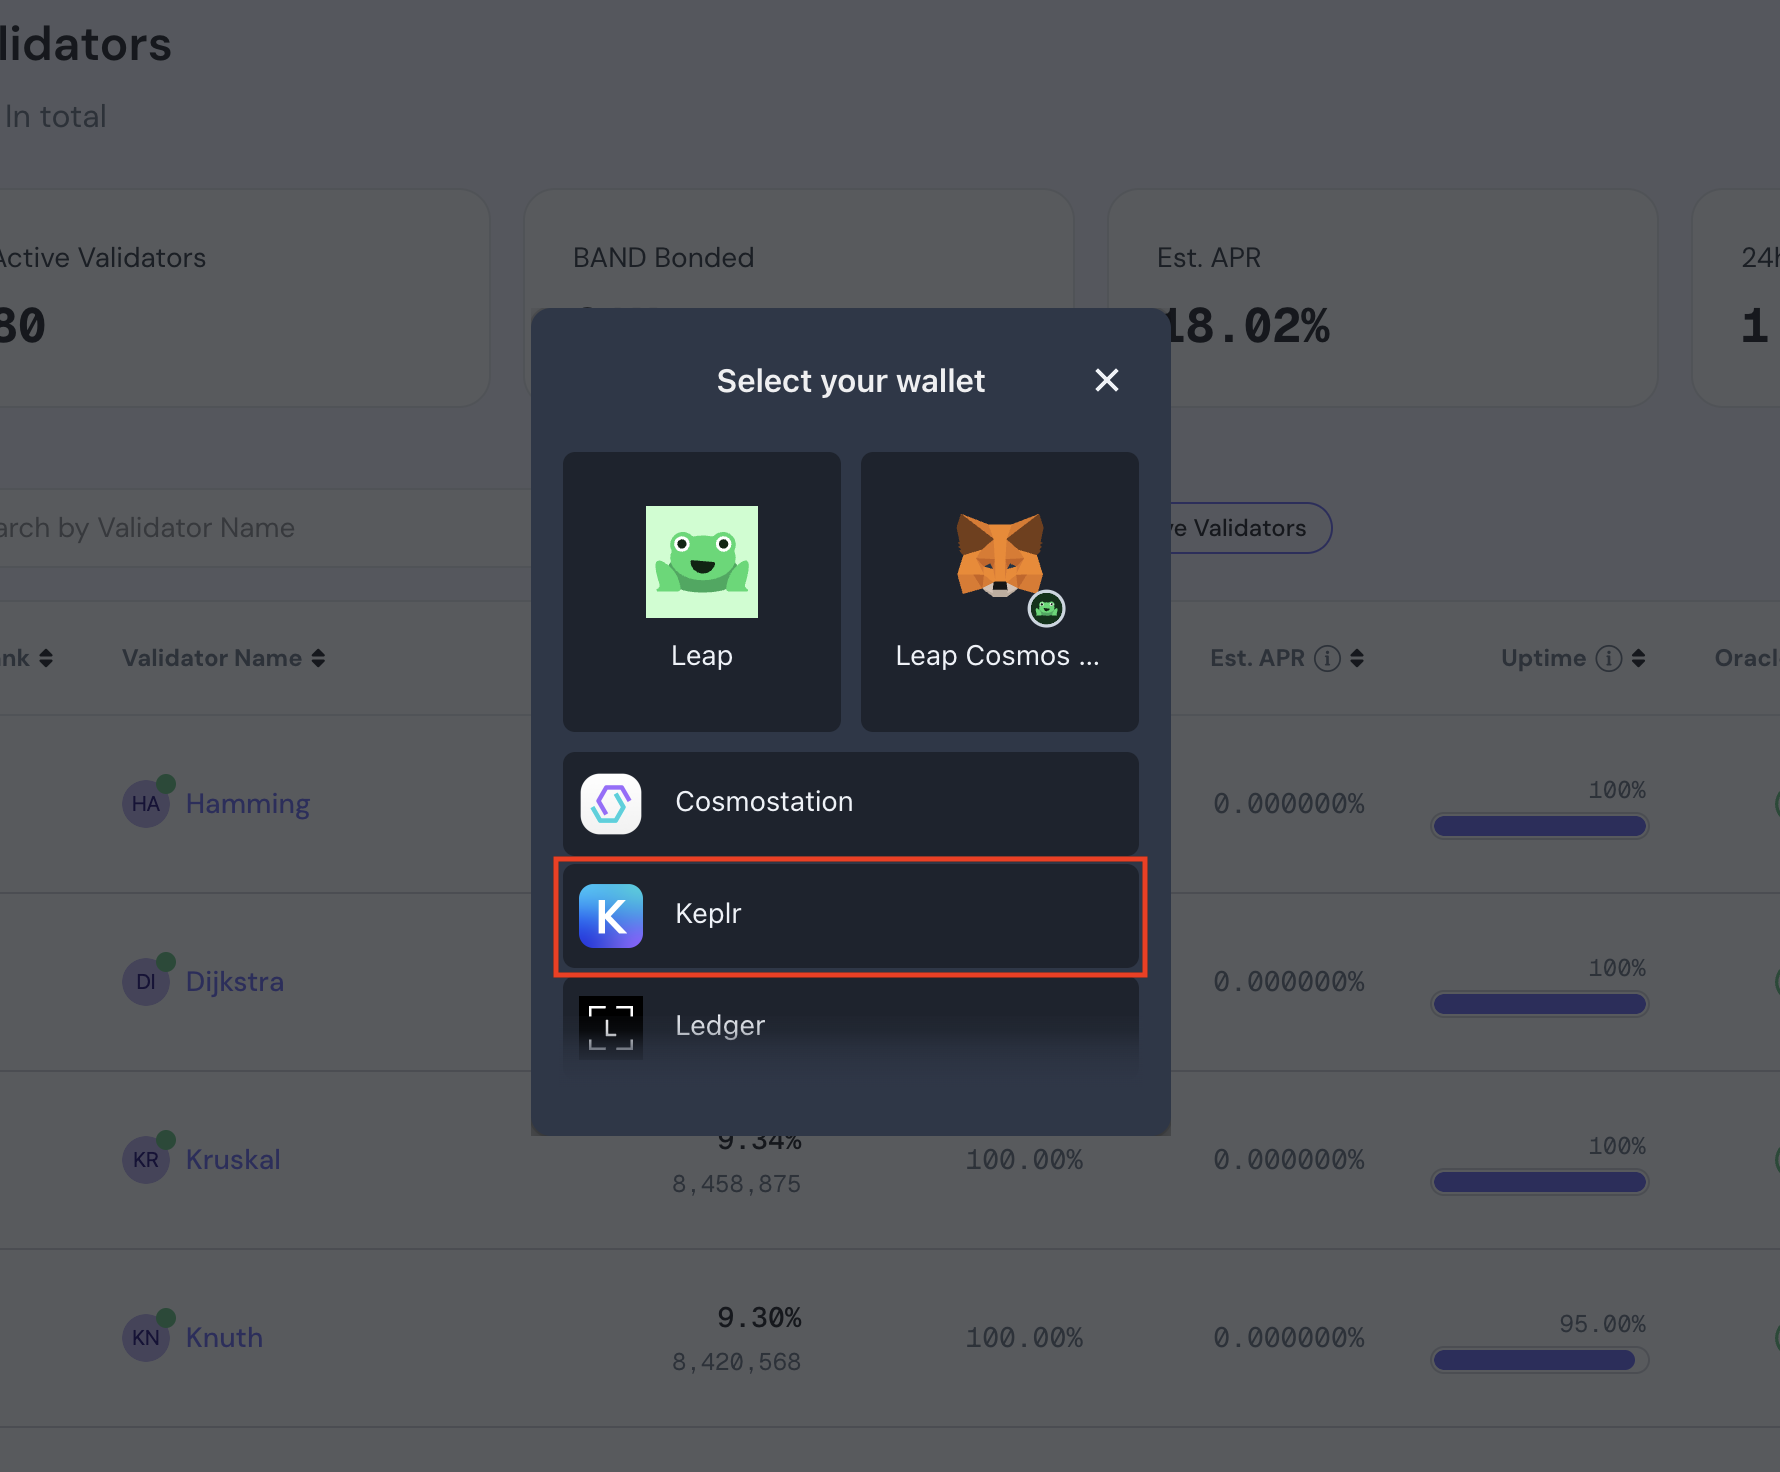 lidators
In total
Active Validators
BAND Bonded
Est. APR
24h
80
18.02%
1
Select your wallet
Leap
Leap Cosmos ...
arch by Validator Name
ve Validators
nk
Validator Name
Est. APR
Uptime
Oracl
Cosmostation
K
Keplr
L
Ledger
HA
Hamming
0.000000%
100%
DI
Dijkstra
0.000000%
100%
KR
Kruskal
9.34%
8,458,875
100.00%
0.000000%
100%
KN
Knuth
9.30%
8,420,568
100.00%
0.000000%
95.00%